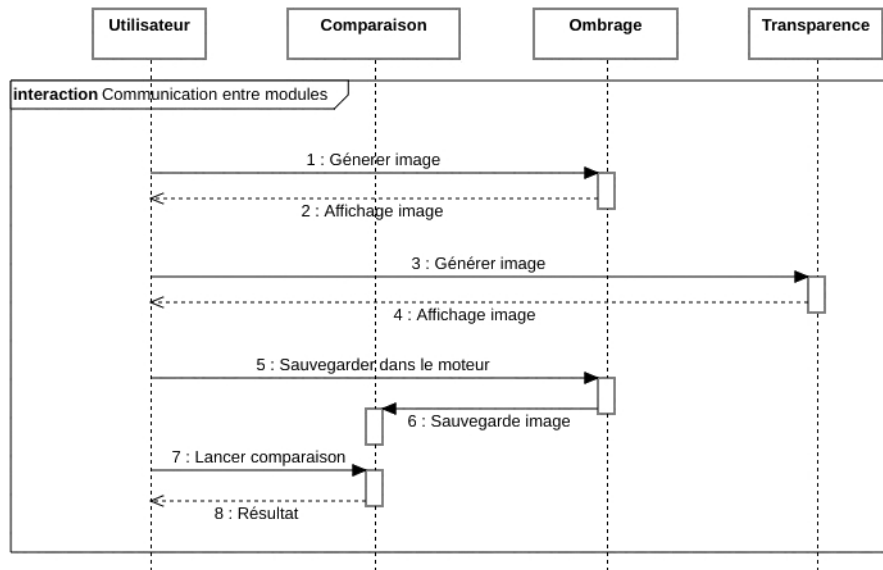 Utilisateur
Comparaison
Ombrage
Transparence
interaction Communication entre modules
1 : Génerer image
2 : Affichage image
3 : Générer image
4 : Affichage image
5 : Sauvegarder dans le moteur
6 : Sauvegarde image
7 : Lancer comparaison
8 : Résultat